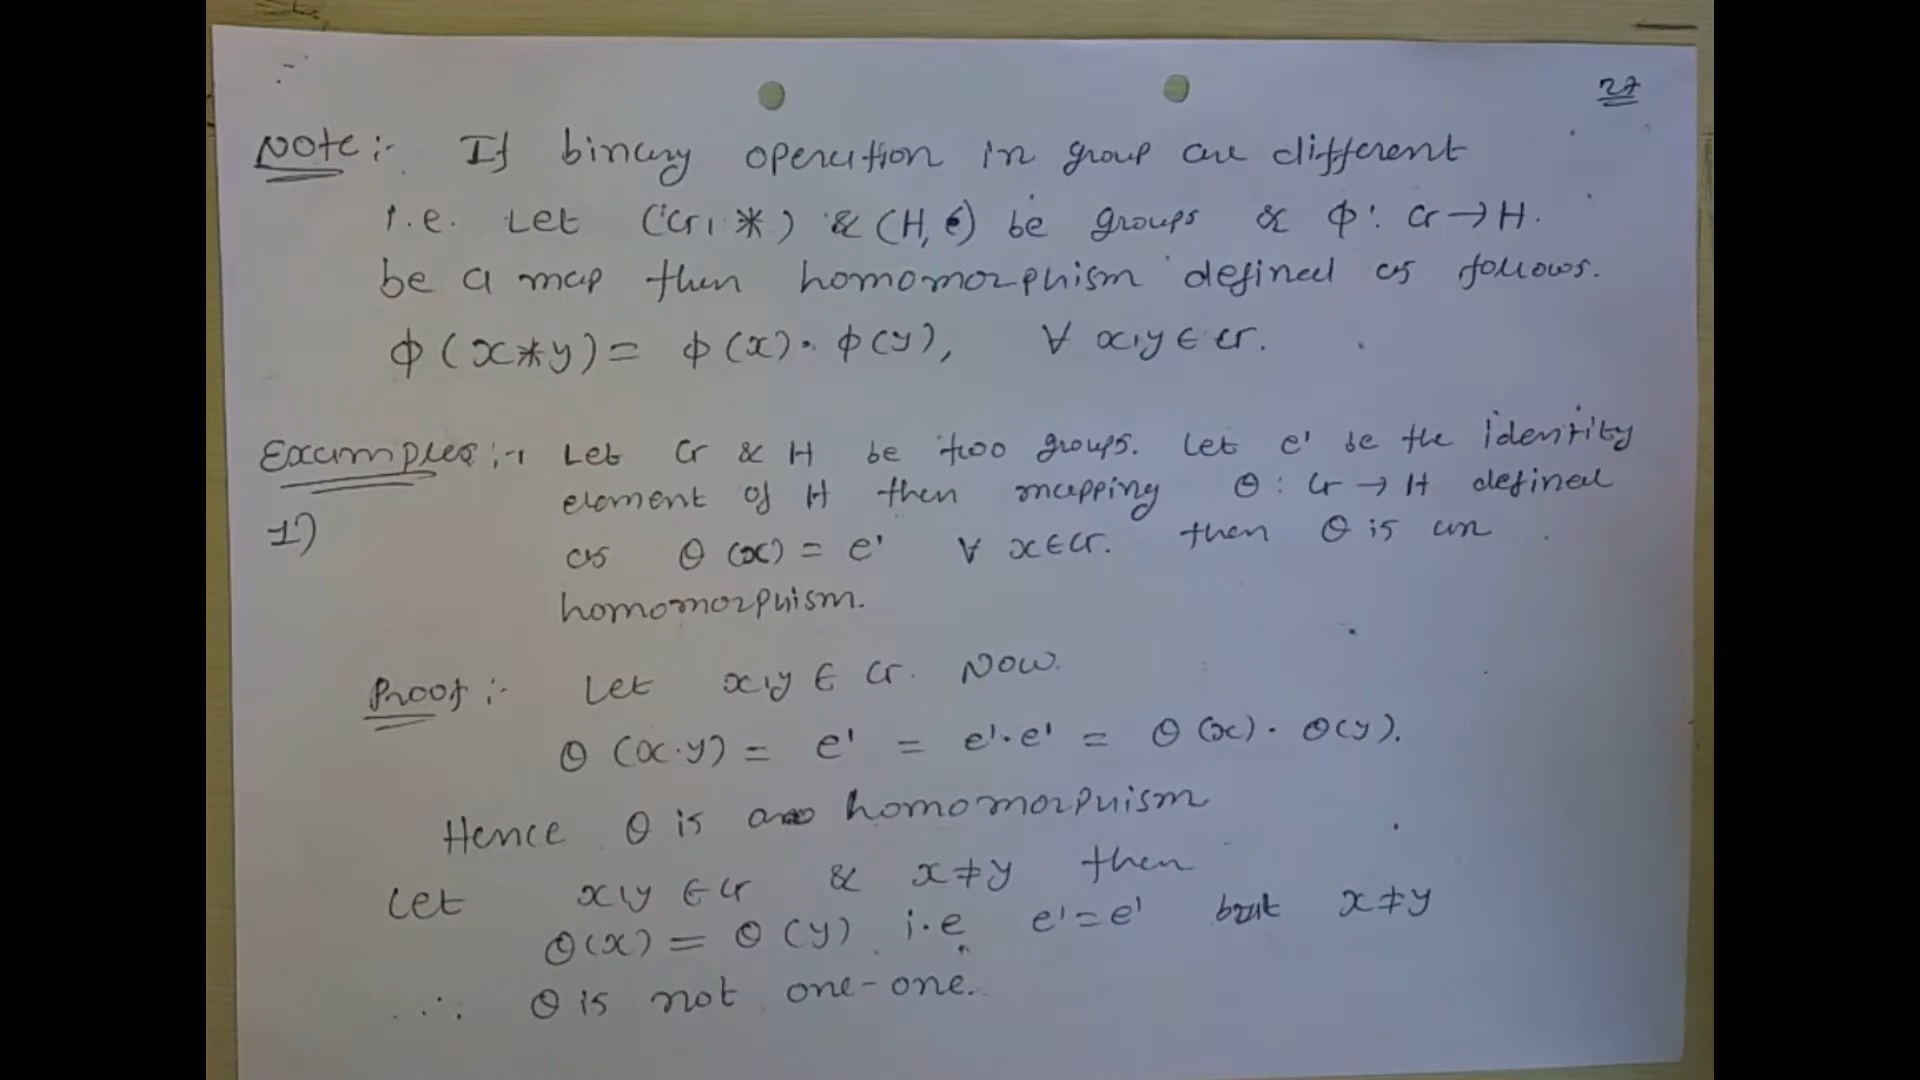 27
Note :- If binary operation in group are different
i.e. Let (G, *) & (H, •) be groups & ϕ : G → H.
be a map then homomorphism defined as follows.
ϕ (x * y) = ϕ (x) · ϕ (y), ∀ x, y ∈ G.
Examples :- Let G & H be two groups. Let e' be the identity
element of H then mapping θ : G → H defined
1)
as θ (x) = e' ∀ x ∈ G. then θ is an
homomorphism.
Proof :- Let x, y ∈ G. Now.
θ (x·y) = e' = e'·e' = θ (x) · θ (y).
Hence θ is a homomorphism
Let x, y ∈ G & x ≠ y then
θ (x) = θ (y) i.e e' = e' but x ≠ y
∴ θ is not one-one.